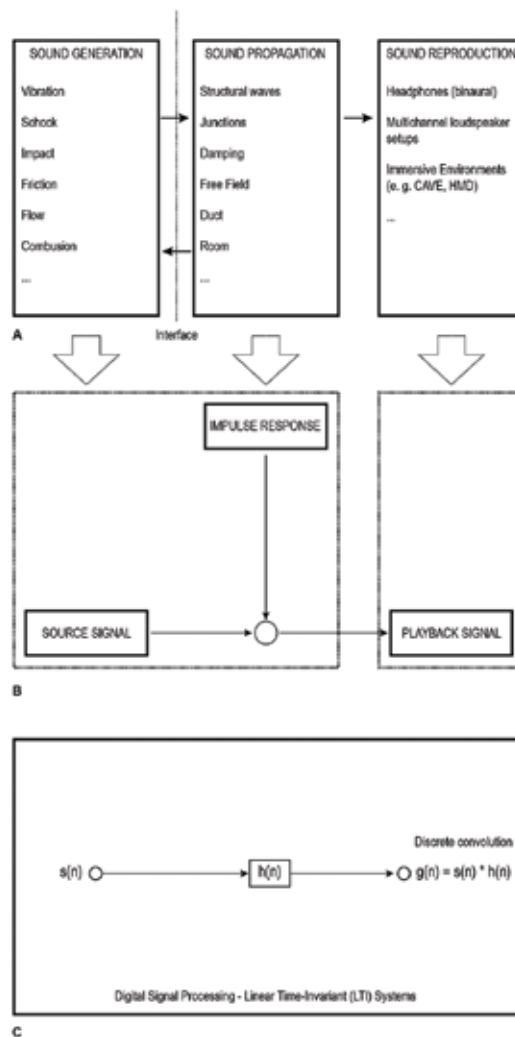 SOUND GENERATION
Vibration
Schock
Impact
Friction
Flow
Combusion
...
SOUND PROPAGATION
Structural waves
Junctions
Damping
Free Field
Duct
Room
...
SOUND REPRODUCTION
Headphones (binaural)
Multichannel loudspeaker
setups
Immersive Environments
(e. g. CAVE, HMD)
...
A
Interface
IMPULSE RESPONSE
SOURCE SIGNAL
PLAYBACK SIGNAL
B
Discrete convolution
s(n)
h(n)
g(n) = s(n) * h(n)
Digital Signal Processing - Linear Time-Invariant (LTI) Systems
C